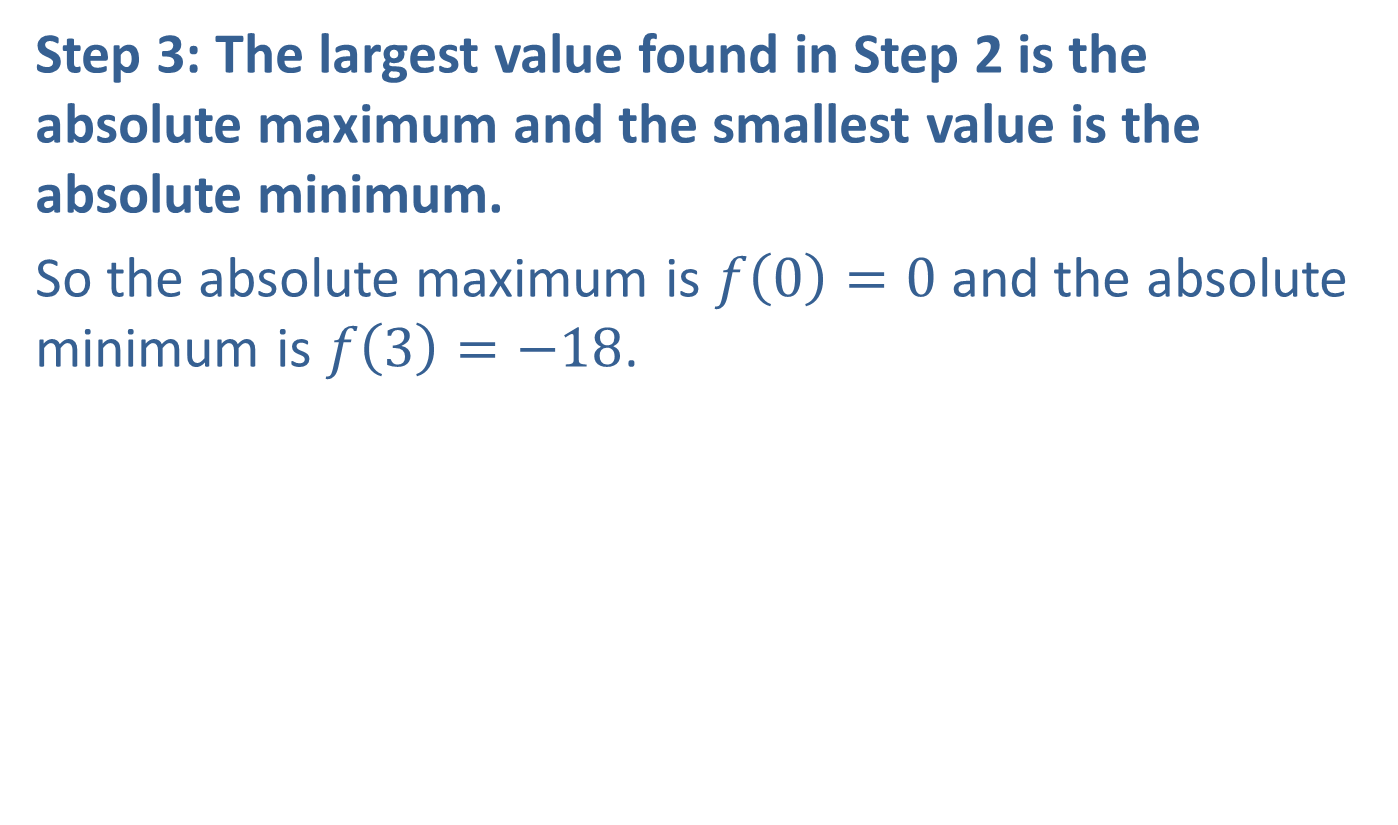 Step 3: The largest value found in Step 2 is the
absolute maximum and the smallest value is the
absolute minimum.
So the absolute maximum is 𝑓(0) = 0 and the absolute
minimum is 𝑓(3) = −18.